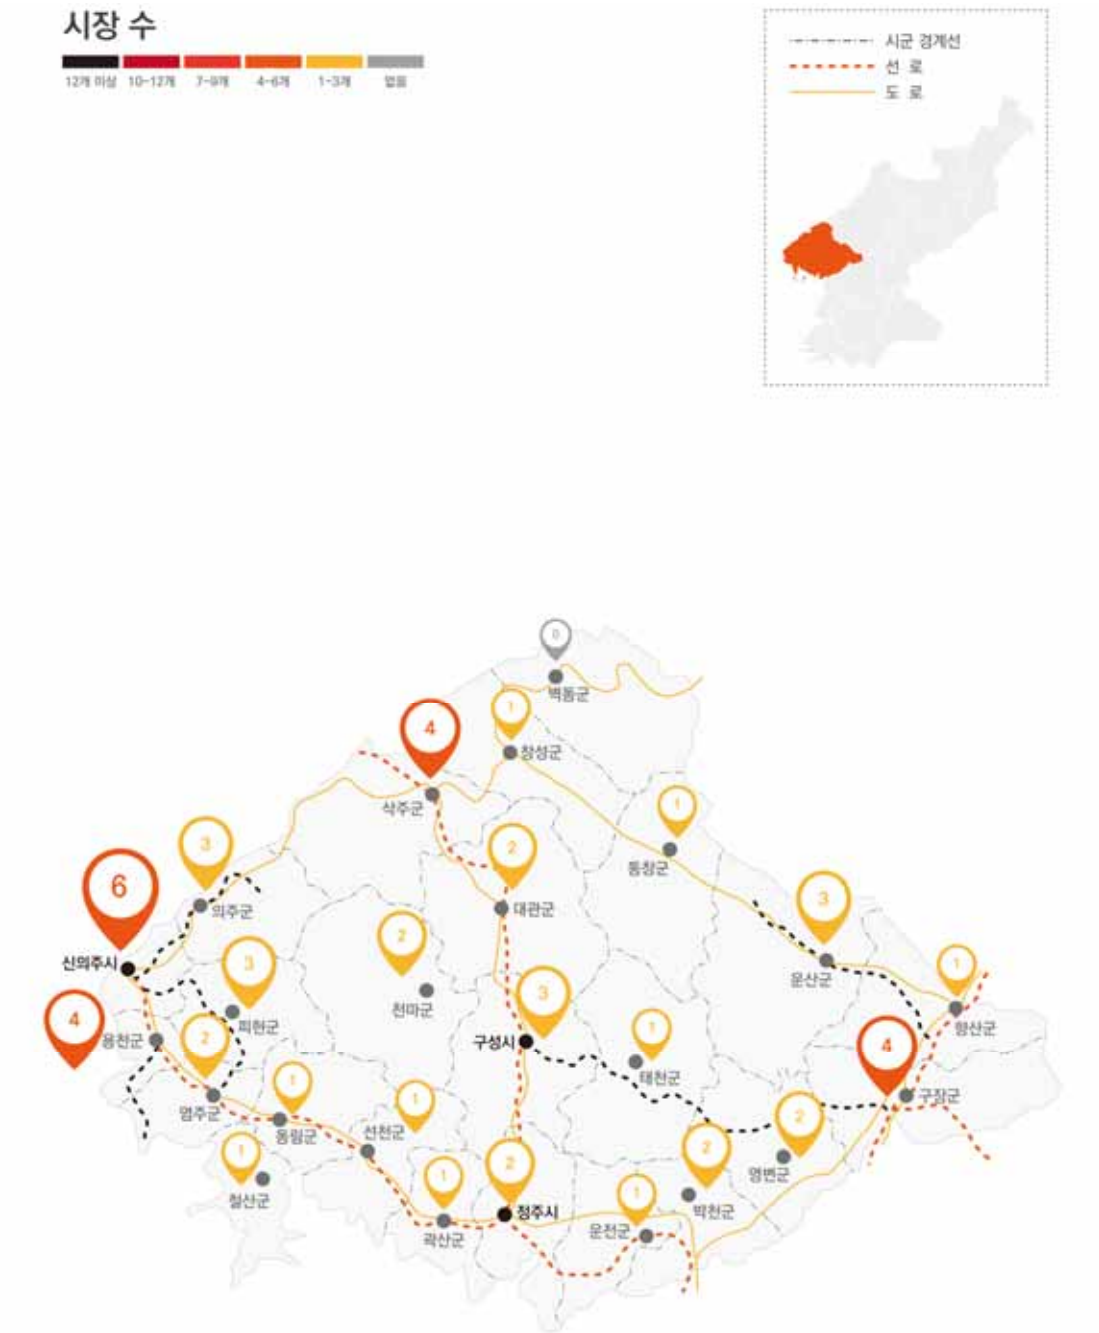 시장 수
12개 이상 10-12개 7-9개 4-6개 1-3개 없음
시군 경계선
선 로
도 로
0
벽동군
1
창성군
4
삭주군
1
동창군
2
대관군
3
의주군
6
신의주시
3
운산군
2
천마군
3
피현군
1
향산군
4
용천군
3
구성시
2
염주군
1
태천군
4
구장군
1
동림군
1
선천군
2
영변군
1
철산군
1
곽산군
2
정주시
1
운전군
2
박천군